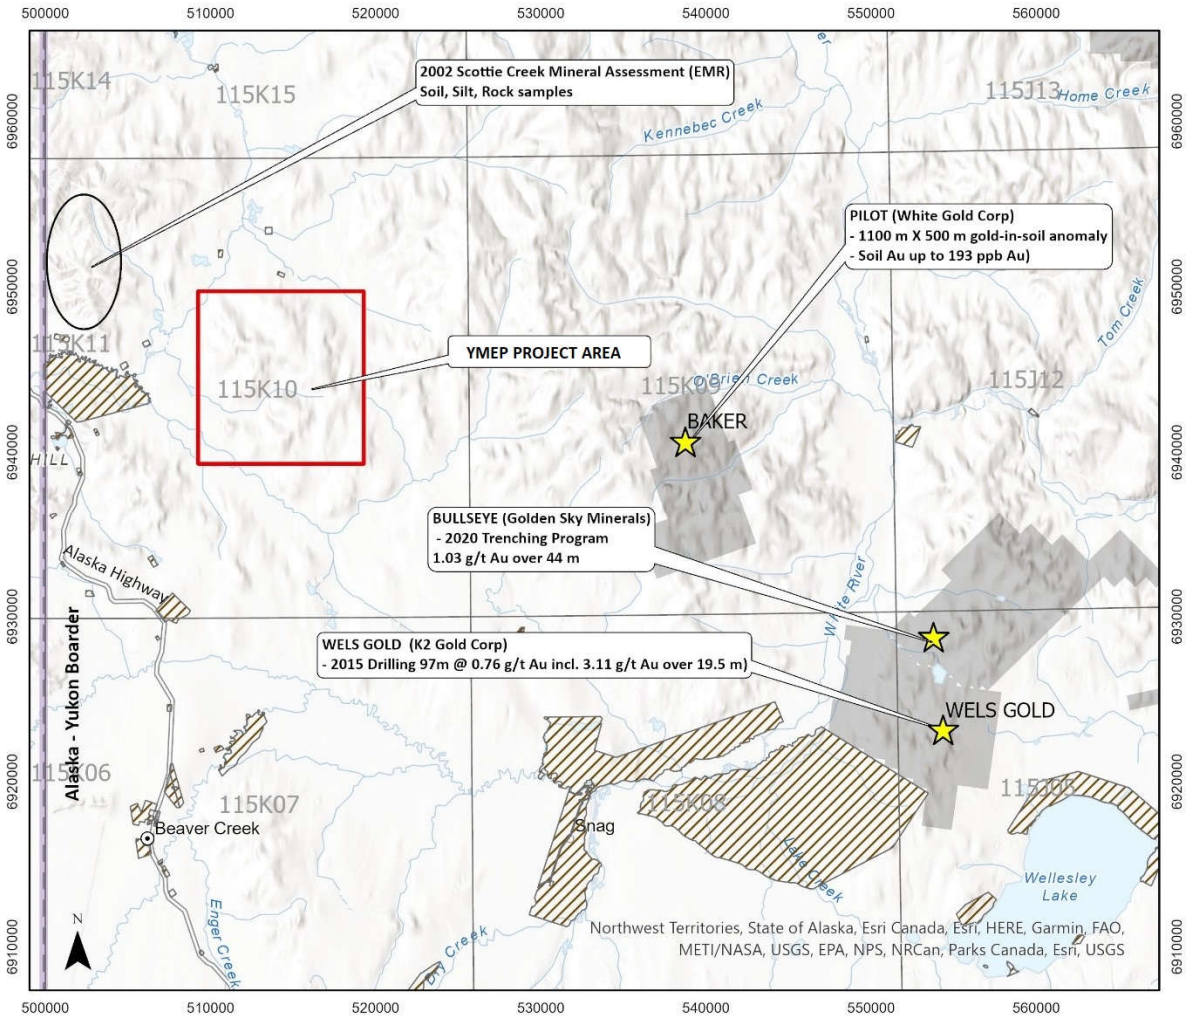 500000 510000 520000 530000 540000 550000 560000
115K14
115K15
2002 Scottie Creek Mineral Assessment (EMR)
Soil, Silt, Rock samples
er
115J13
Home Creek
Kennebec Creek
6960000
6960000
PILOT (White Gold Corp)
- 1100 m X 500 m gold-in-soil anomaly
- Soil Au up to 193 ppb Au)
6950000
6950000
Tom Creek
115K11
YMEP PROJECT AREA
115K10
115K09
O'Brien Creek
115J12
BAKER
6940000
6940000
HILL
BULLSEYE (Golden Sky Minerals)
- 2020 Trenching Program
1.03 g/t Au over 44 m
Alaska Highway
White River
6930000
6930000
Alaska - Yukon Boarder
WELS GOLD (K2 Gold Corp)
- 2015 Drilling 97m @ 0.76 g/t Au incl. 3.11 g/t Au over 19.5 m)
WELS GOLD
115K06
115K07
115K08
115J05
6920000
6920000
Beaver Creek
Snag
Lake Creek
Wellesley
Lake
Enger Creek
Dry Creek
N
6910000
6910000
Northwest Territories, State of Alaska, Esri Canada, Esri, HERE, Garmin, FAO,
METI/NASA, USGS, EPA, NPS, NRCan, Parks Canada, Esri, USGS
500000 510000 520000 530000 540000 550000 560000